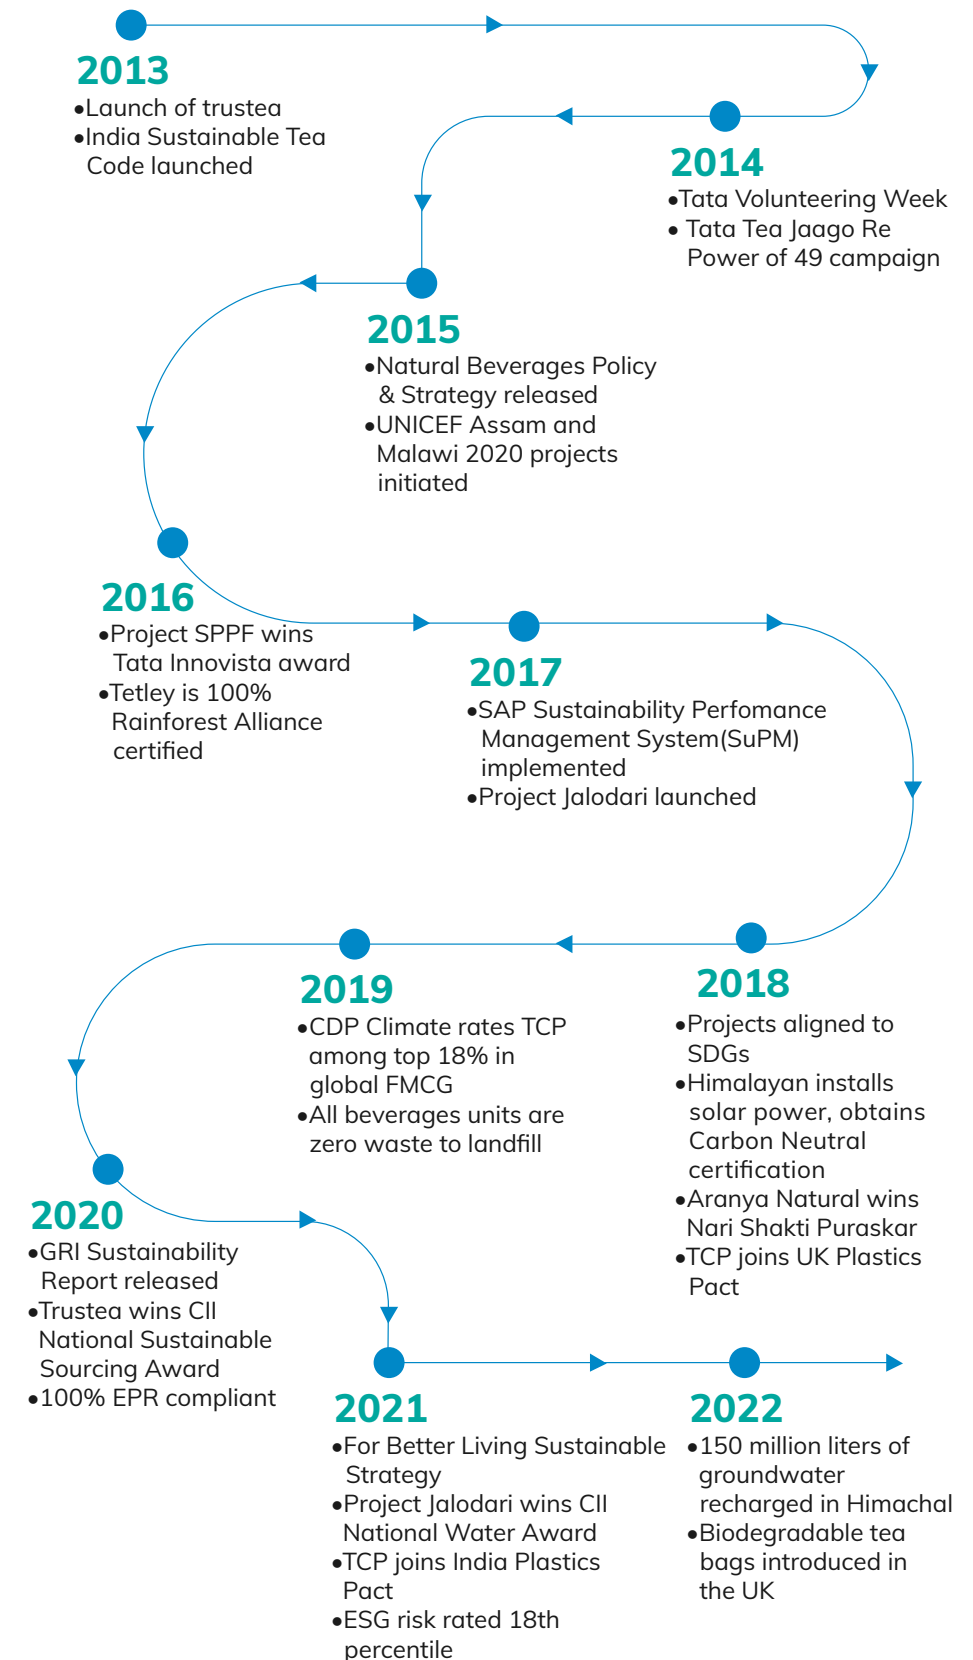 2013
•Launch of trustea
•India Sustainable Tea
Code launched
2014
•Tata Volunteering Week
• Tata Tea Jaago Re
Power of 49 campaign
2015
•Natural Beverages Policy
& Strategy released
•UNICEF Assam and
Malawi 2020 projects
initiated
2016
•Project SPPF wins
Tata Innovista award
•Tetley is 100%
Rainforest Alliance
certified
2017
•SAP Sustainability Perfomance
Management System(SuPM)
implemented
•Project Jalodari launched
2018
•Projects aligned to
SDGs
•Himalayan installs
solar power, obtains
Carbon Neutral
certification
•Aranya Natural wins
Nari Shakti Puraskar
•TCP joins UK Plastics
Pact
2019
•CDP Climate rates TCP
among top 18% in
global FMCG
•All beverages units are
zero waste to landfill
2020
•GRI Sustainability
Report released
•Trustea wins CII
National Sustainable
Sourcing Award
•100% EPR compliant
2021
•For Better Living Sustainable
Strategy
•Project Jalodari wins CII
National Water Award
•TCP joins India Plastics
Pact
•ESG risk rated 18th
percentile
2022
•150 million liters of
groundwater
recharged in Himachal
•Biodegradable tea
bags introduced in
the UK